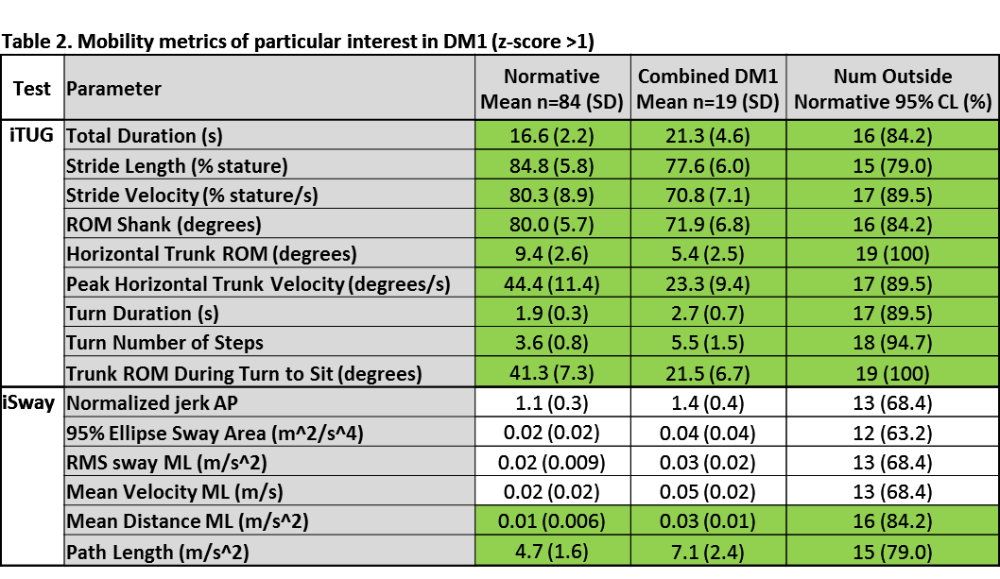 Table 2. Mobility metrics of particular interest in DM1 (z-score >1)
Test Parameter Normative Mean n=84 (SD) Combined DM1 Mean n=19 (SD) Num Outside Normative 95% CL (%)
iTUG Total Duration (s) 16.6 (2.2) 21.3 (4.6) 16 (84.2)
Stride Length (% stature) 84.8 (5.8) 77.6 (6.0) 15 (79.0)
Stride Velocity (% stature/s) 80.3 (8.9) 70.8 (7.1) 17 (89.5)
ROM Shank (degrees) 80.0 (5.7) 71.9 (6.8) 16 (84.2)
Horizontal Trunk ROM (degrees) 9.4 (2.6) 5.4 (2.5) 19 (100)
Peak Horizontal Trunk Velocity (degrees/s) 44.4 (11.4) 23.3 (9.4) 17 (89.5)
Turn Duration (s) 1.9 (0.3) 2.7 (0.7) 17 (89.5)
Turn Number of Steps 3.6 (0.8) 5.5 (1.5) 18 (94.7)
Trunk ROM During Turn to Sit (degrees) 41.3 (7.3) 21.5 (6.7) 19 (100)
iSway Normalized jerk AP 1.1 (0.3) 1.4 (0.4) 13 (68.4)
95% Ellipse Sway Area (m^2/s^4) 0.02 (0.02) 0.04 (0.04) 12 (63.2)
RMS sway ML (m/s^2) 0.02 (0.009) 0.03 (0.02) 13 (68.4)
Mean Velocity ML (m/s) 0.02 (0.02) 0.05 (0.02) 13 (68.4)
Mean Distance ML (m/s^2) 0.01 (0.006) 0.03 (0.01) 16 (84.2)
Path Length (m/s^2) 4.7 (1.6) 7.1 (2.4) 15 (79.0)